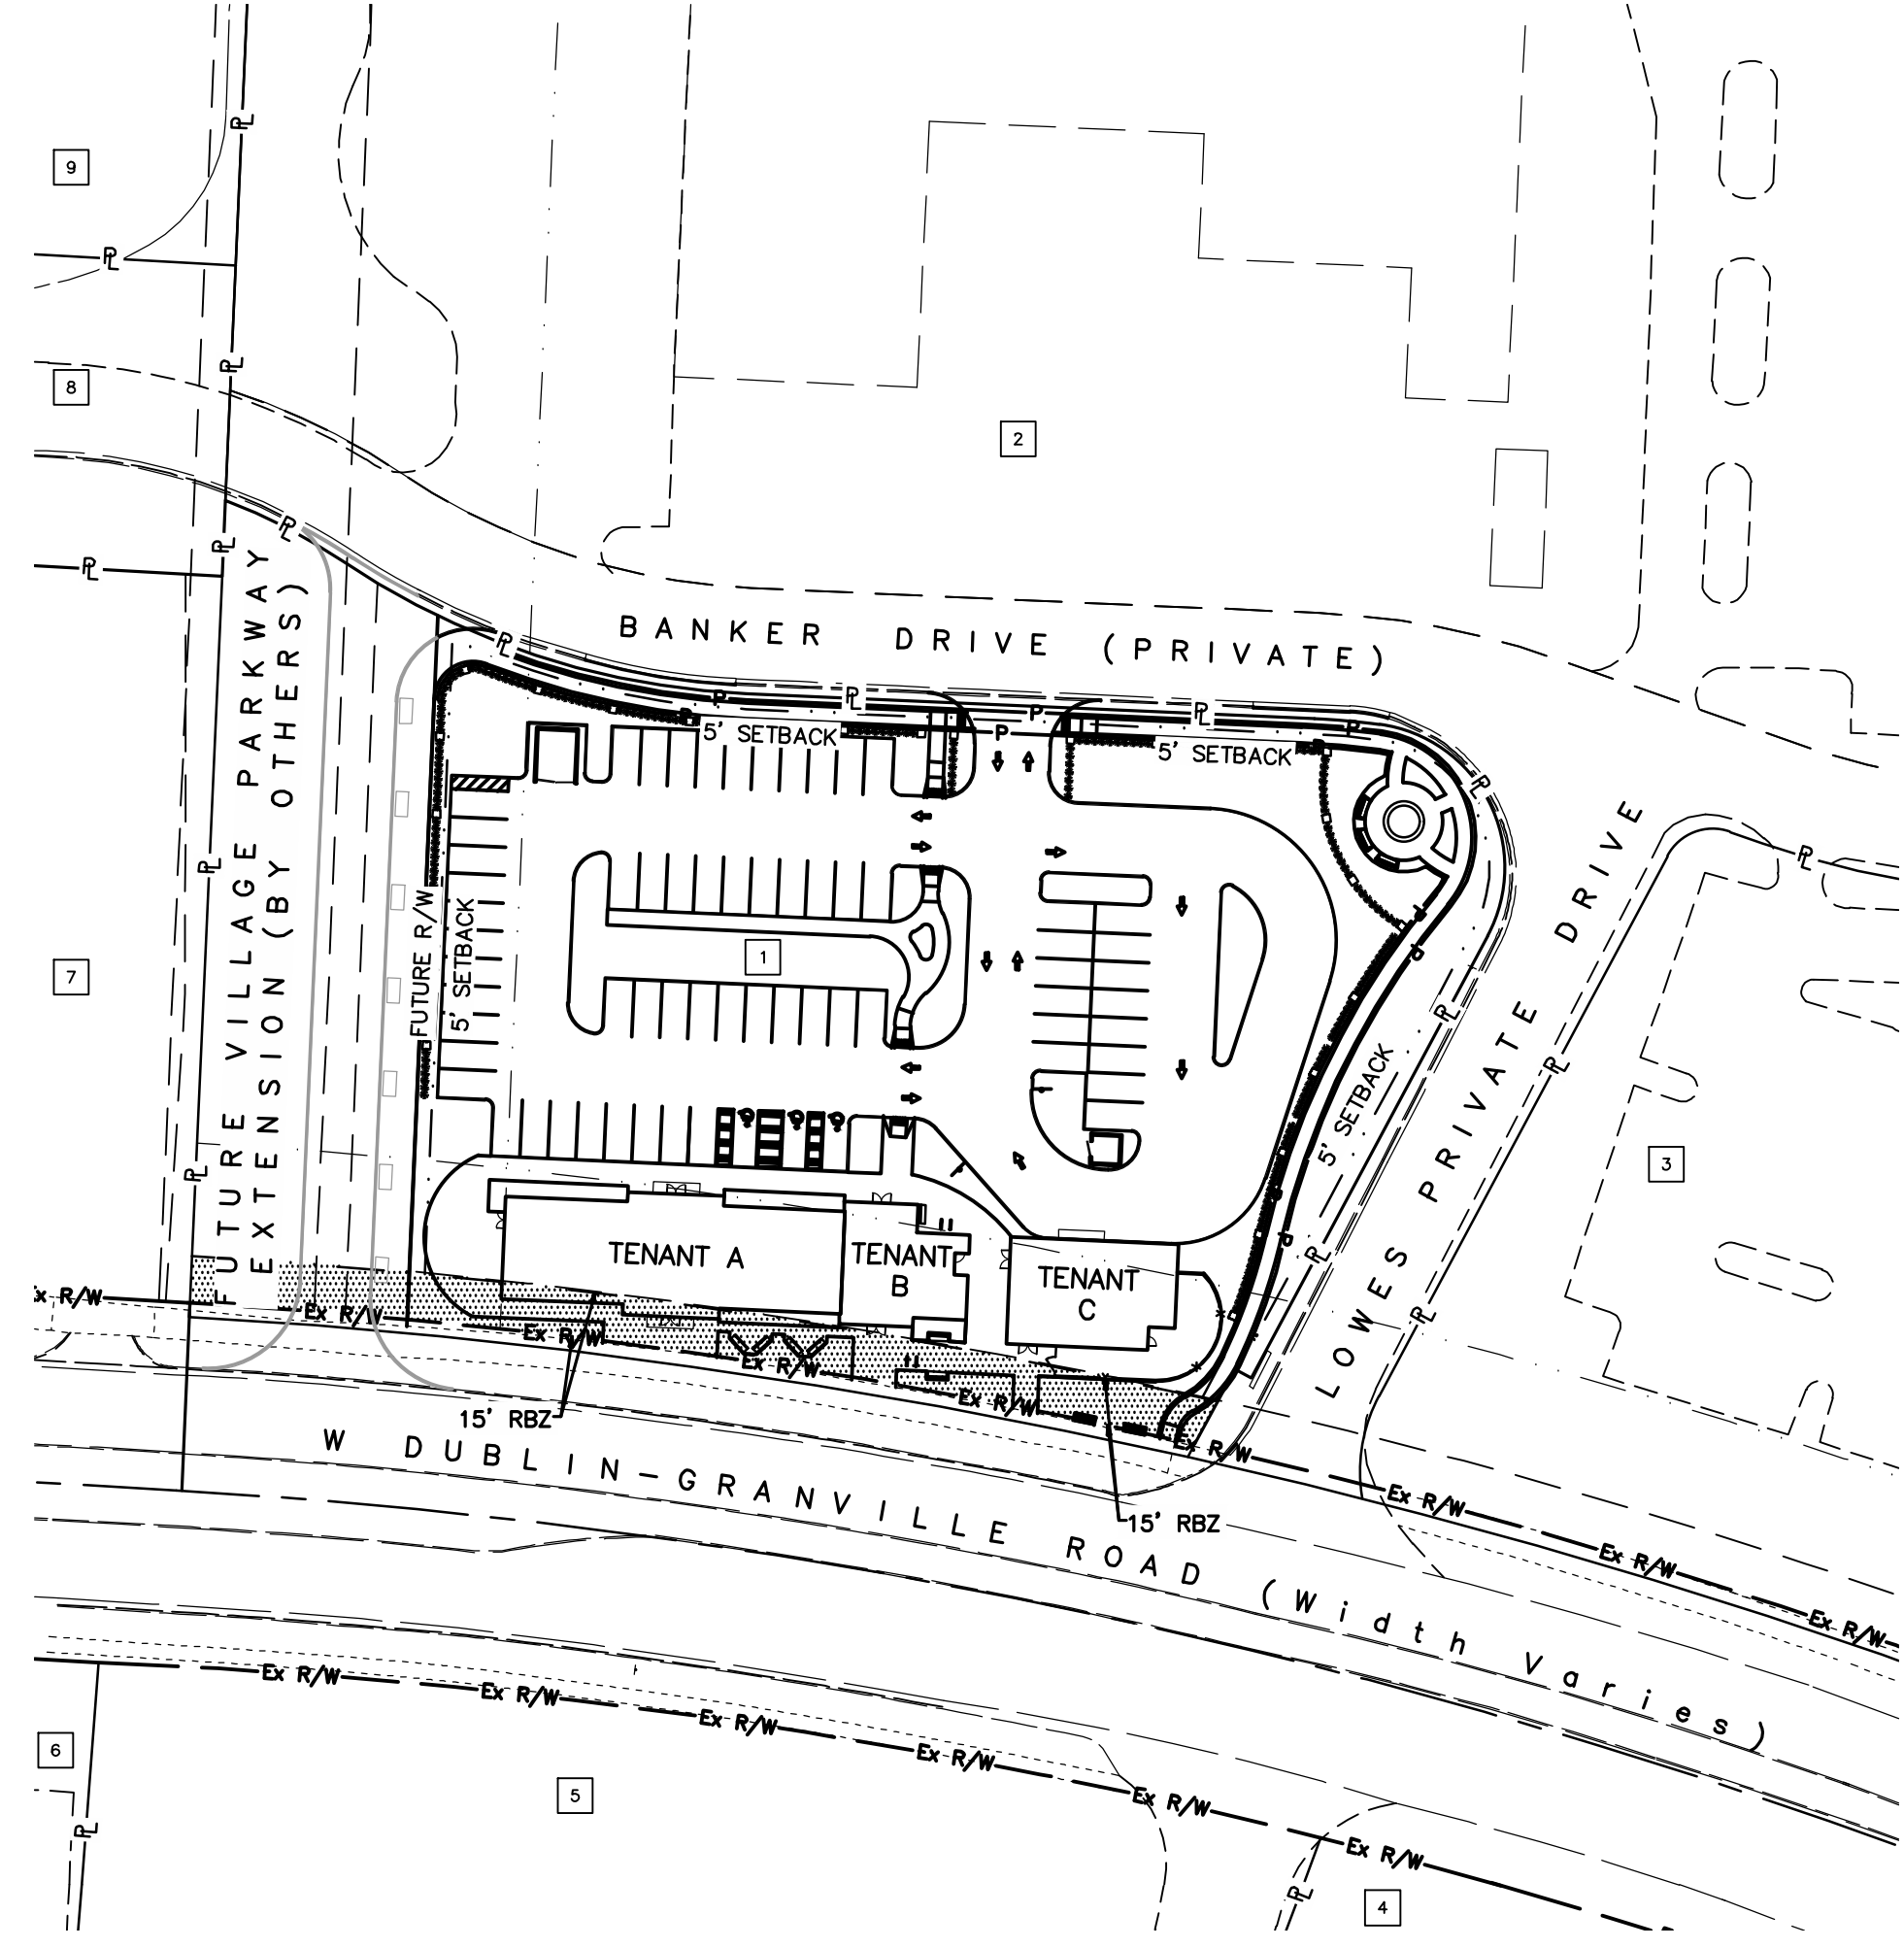 9
8
2
BANKER DRIVE (PRIVATE)
5' SETBACK
5' SETBACK
FUTURE VILLAGE PARKWAY
EXTENSION (BY OTHERS)
FUTURE R/W
5' SETBACK
1
7
5' SETBACK
LOWES PRIVATE DRIVE
3
TENANT A
TENANT
B
TENANT
C
x R/W
Ex R/W
Ex R/W
Ex R/W
Ex R/W
Ex R/W
Ex R/W
Ex R/W
Ex R/W
15' RBZ
15' RBZ
W DUBLIN-GRANVILLE ROAD (Width Varies)
Ex R/W
Ex R/W
Ex R/W
Ex R/W
Ex R/W
Ex R/W
6
5
4